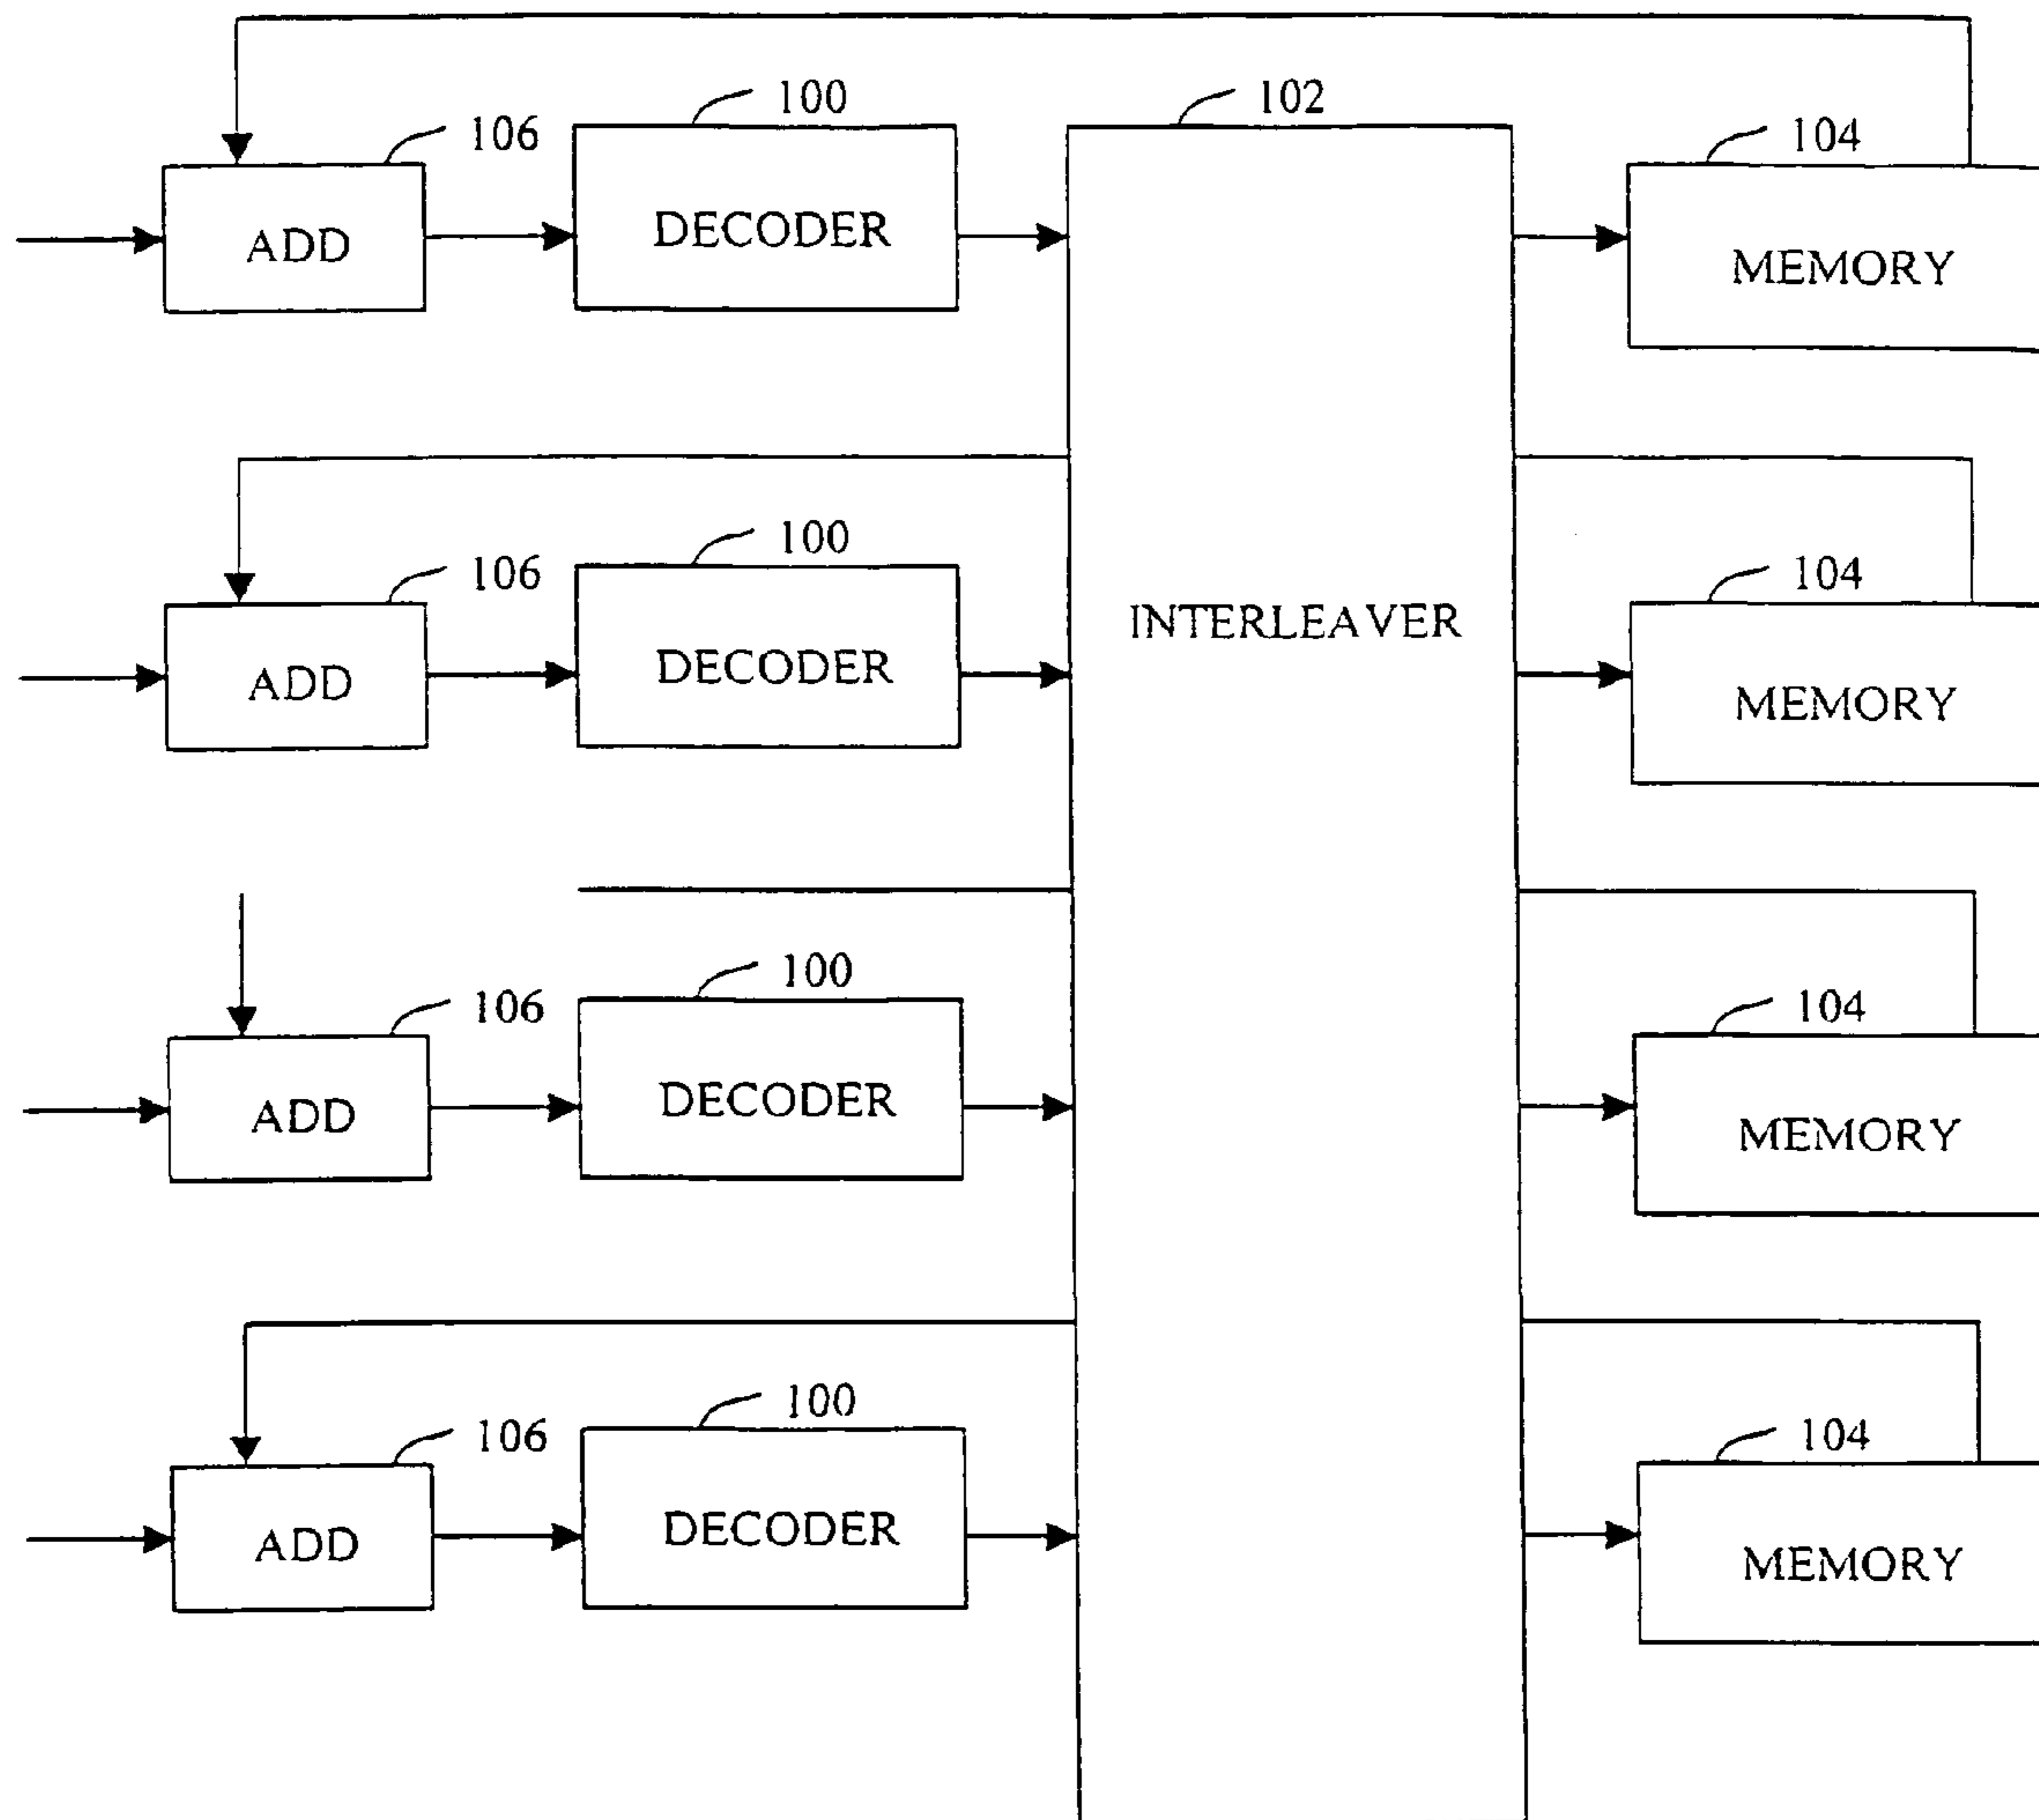 100
102
104
106
ADD
DECODER
MEMORY
100
104
106
INTERLEAVER
ADD
DECODER
MEMORY
100
104
106
ADD
DECODER
MEMORY
100
104
106
ADD
DECODER
MEMORY